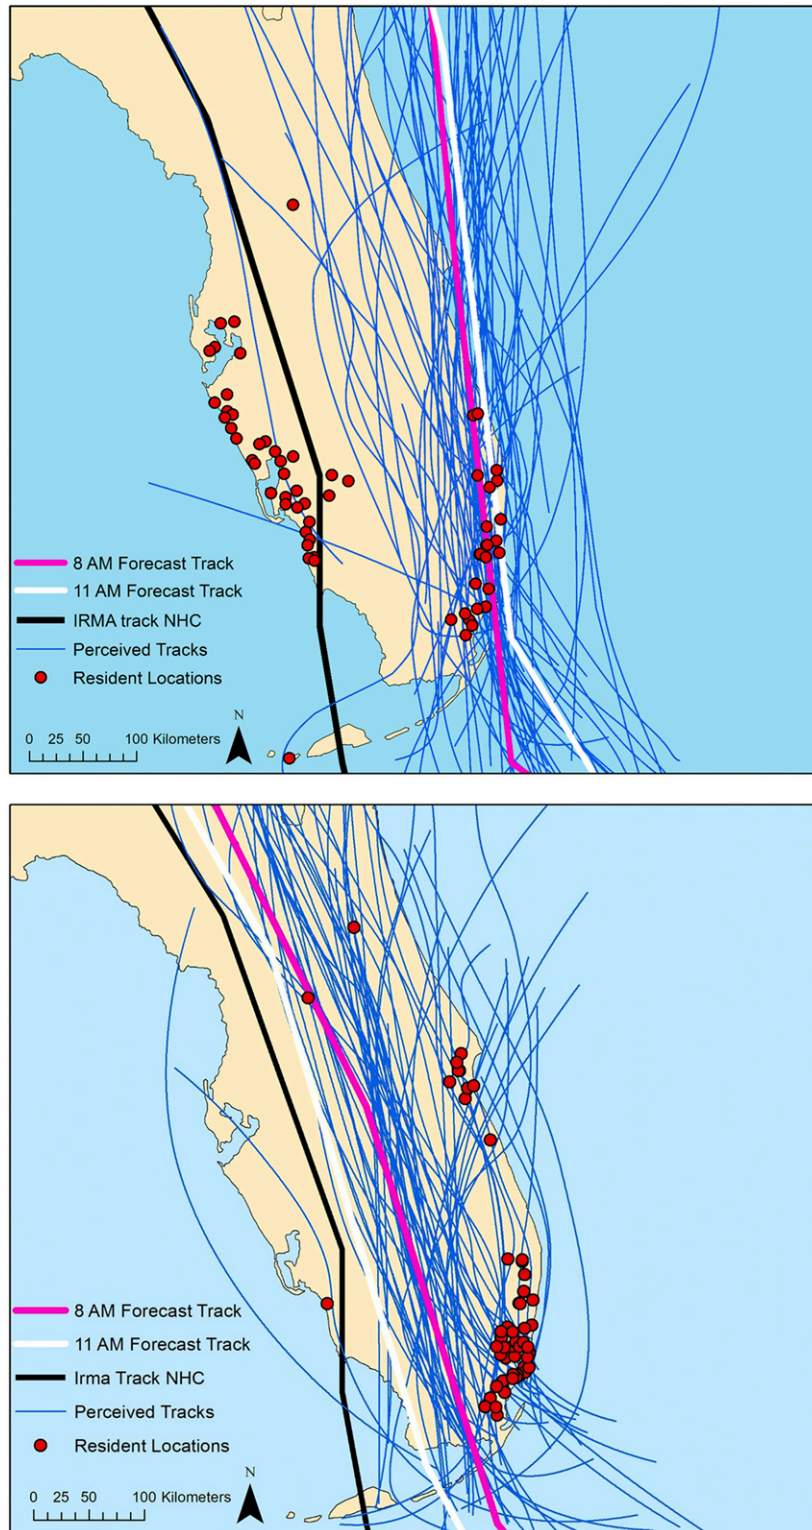 8 AM Forecast Track
11 AM Forecast Track
IRMA track NHC
Perceived Tracks
Resident Locations
N
0 25 50 100 Kilometers
8 AM Forecast Track
11 AM Forecast Track
Irma Track NHC
Perceived Tracks
Resident Locations
N
0 25 50 100 Kilometers